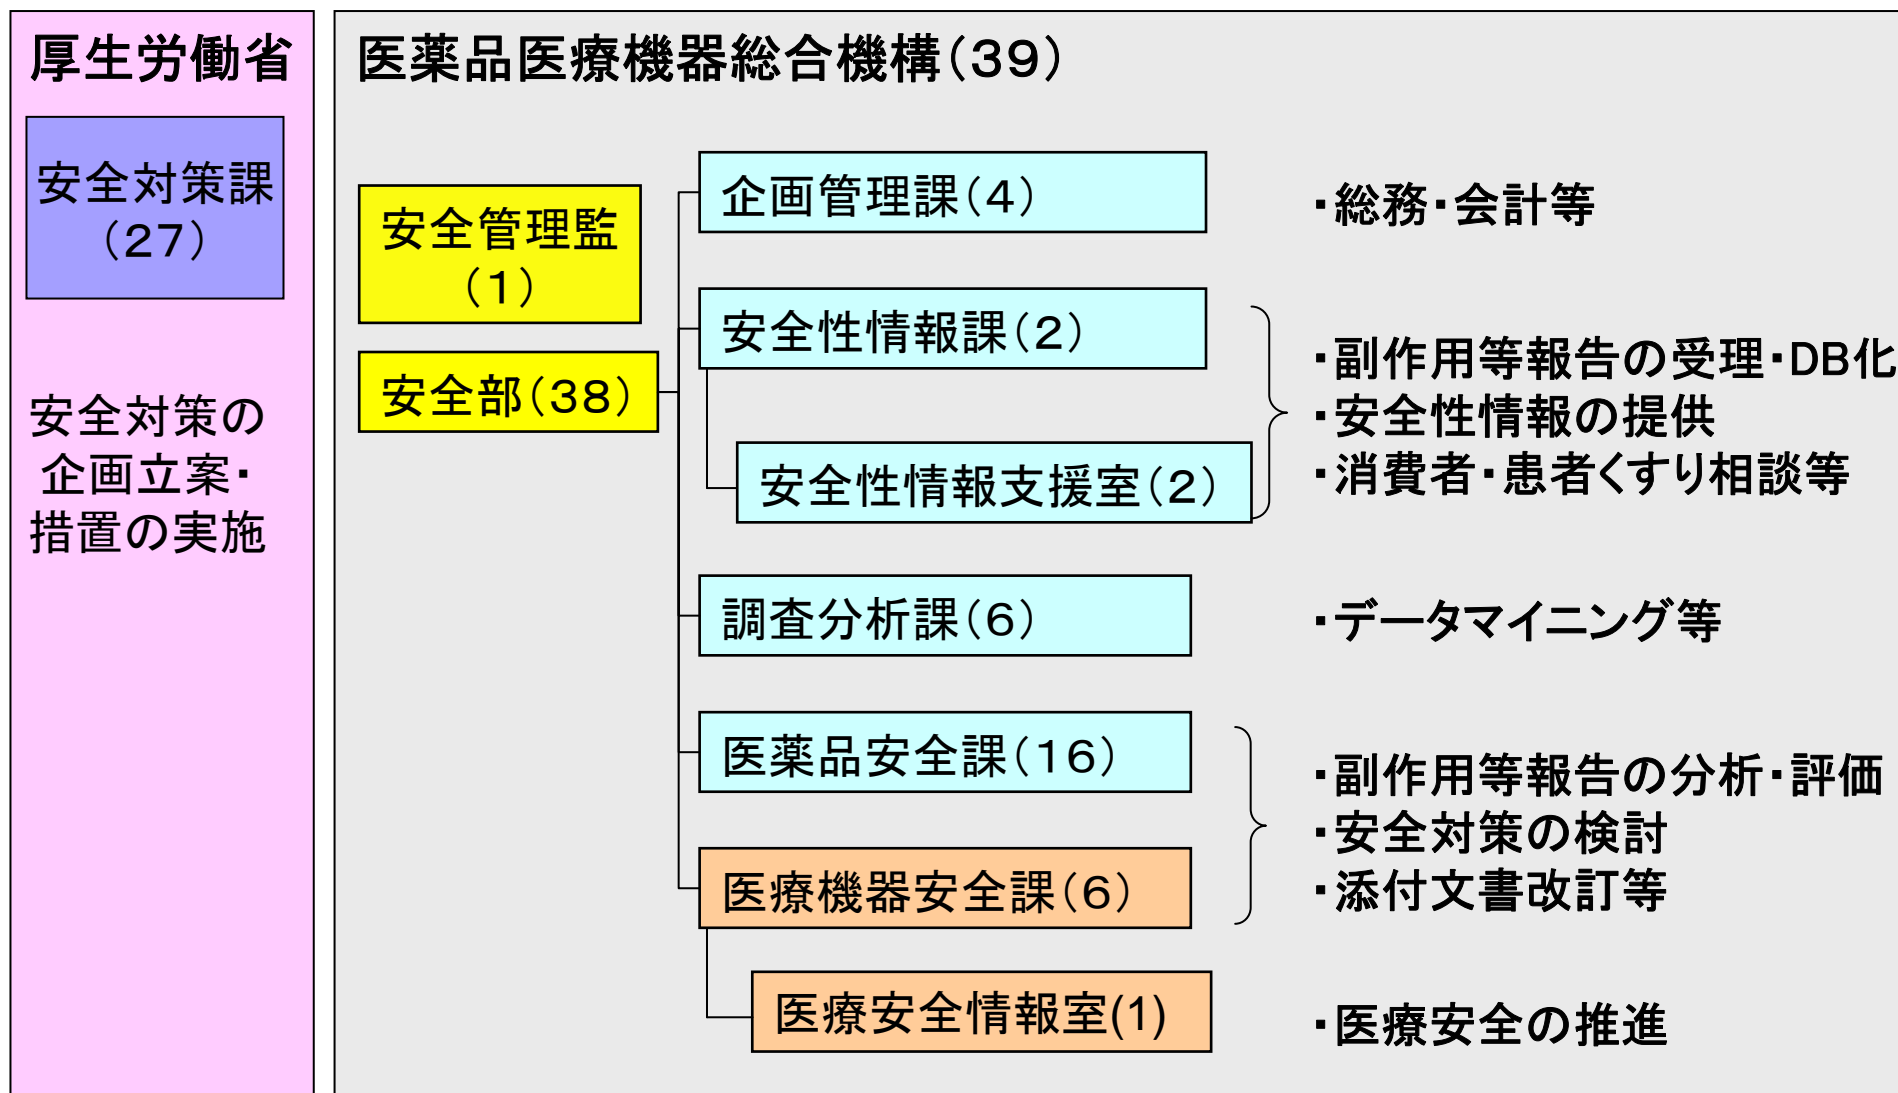 厚生労働省
安全対策課
（27）
安全対策の
企画立案・
措置の実施
医薬品医療機器総合機構（39）
安全管理監
（1）
安全部（38）
企画管理課（4）
・総務・会計等
安全性情報課（2）
安全性情報支援室（2）
・副作用等報告の受理・DB化
・安全性情報の提供
・消費者・患者くすり相談等
調査分析課（6）
・データマイニング等
医薬品安全課（16）
医療機器安全課（6）
・副作用等報告の分析・評価
・安全対策の検討
・添付文書改訂等
医療安全情報室(1)
・医療安全の推進